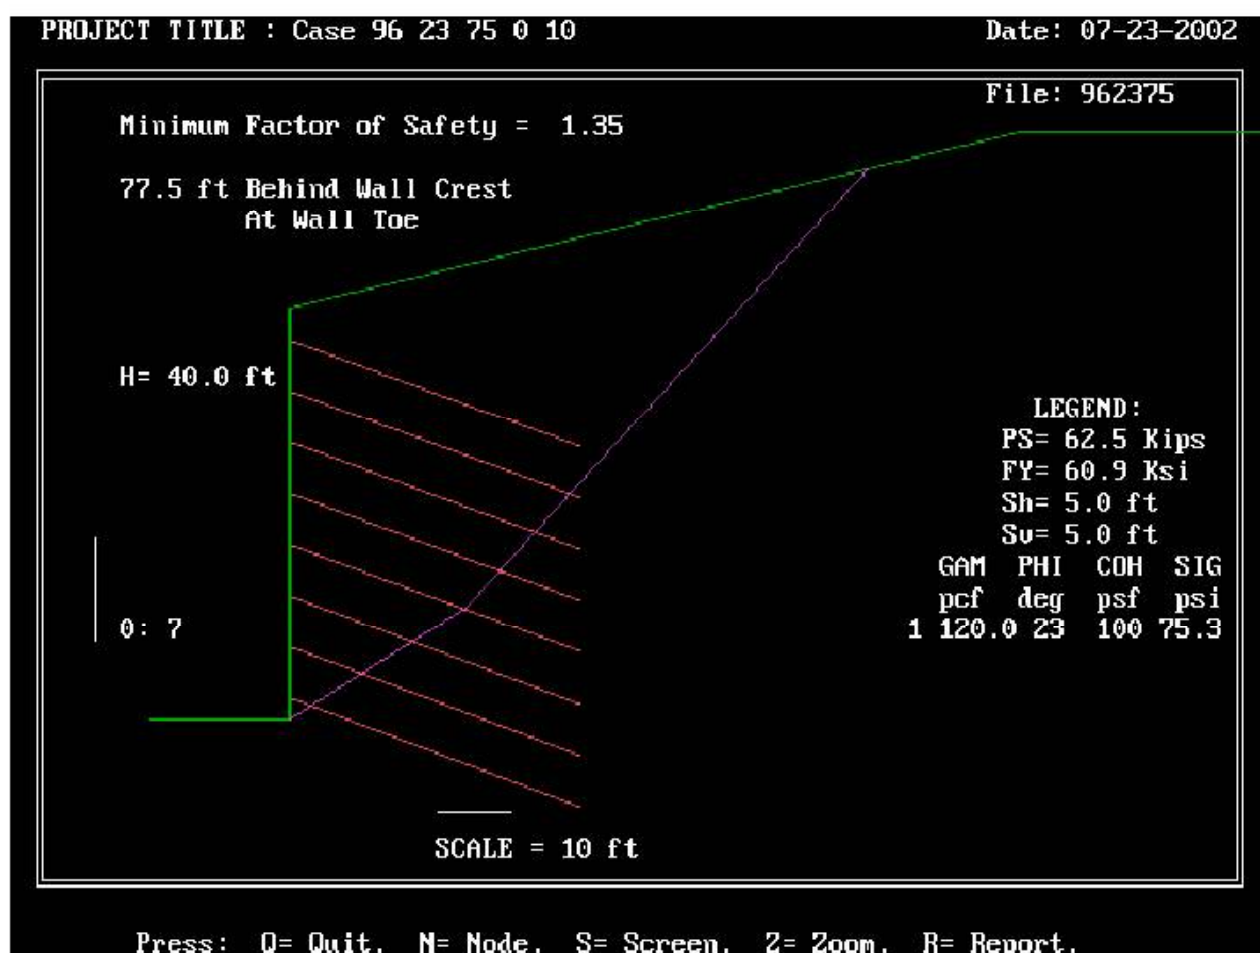 PROJECT TITLE : Case 96 23 75 0 10 Date: 07-23-2002
File: 962375
Minimum Factor of Safety = 1.35
77.5 ft Behind Wall Crest
At Wall Toe
H= 40.0 ft
LEGEND:
PS= 62.5 Kips
FY= 60.9 Ksi
Sh= 5.0 ft
Sv= 5.0 ft
GAM PHI COH SIG
pcf deg psf psi
0: 7 1 120.0 23 100 75.3
SCALE = 10 ft
Press: Q= Quit, N= Node, S= Screen, Z= Zoom, R= Report,